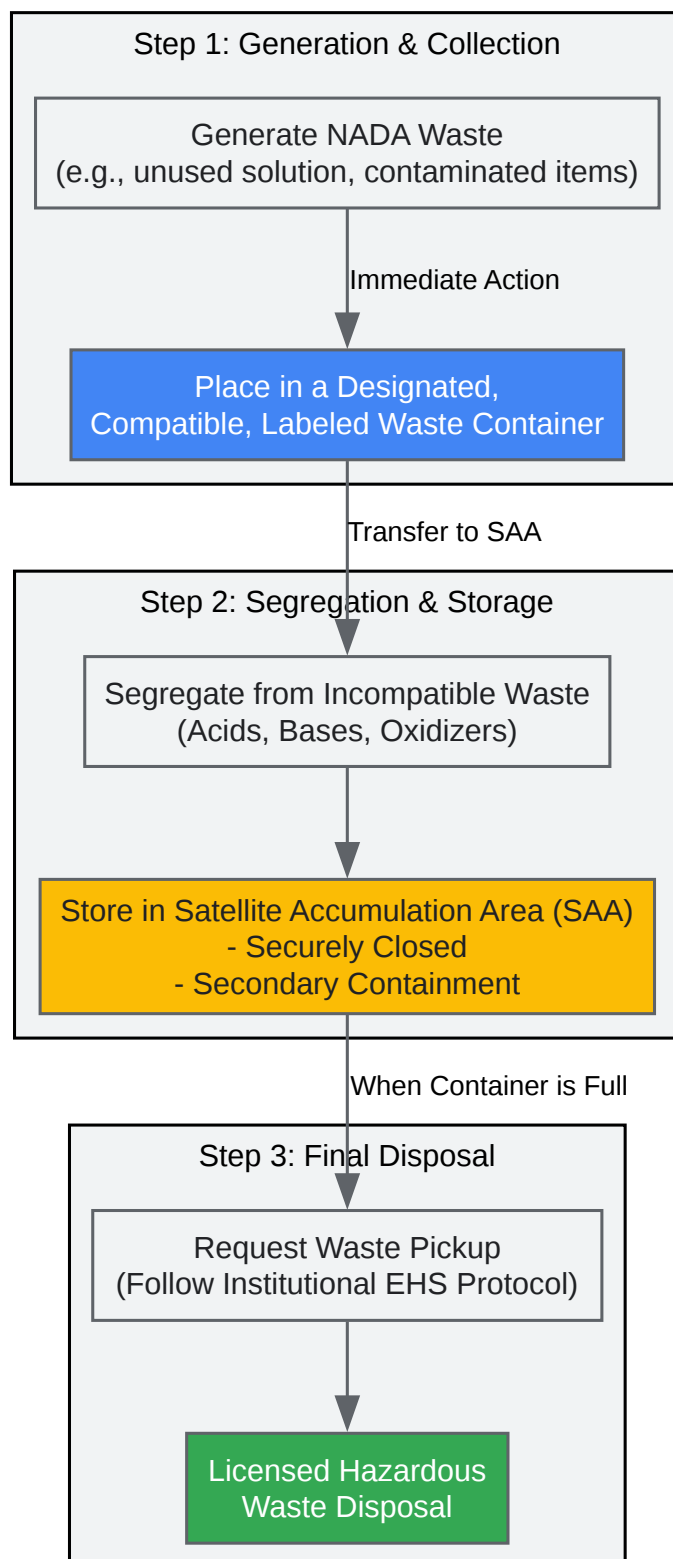 Step 1: Generation & Collection
Generate NADA Waste
(e.g., unused solution, contaminated items)
Immediate Action
Place in a Designated,
Compatible, Labeled Waste Container
Transfer to SAA
Step 2: Segregation & Storage
Segregate from Incompatible Waste
(Acids, Bases, Oxidizers)
Store in Satellite Accumulation Area (SAA)
- Securely Closed
- Secondary Containment
When Container is Full
Step 3: Final Disposal
Request Waste Pickup
(Follow Institutional EHS Protocol)
Licensed Hazardous
Waste Disposal